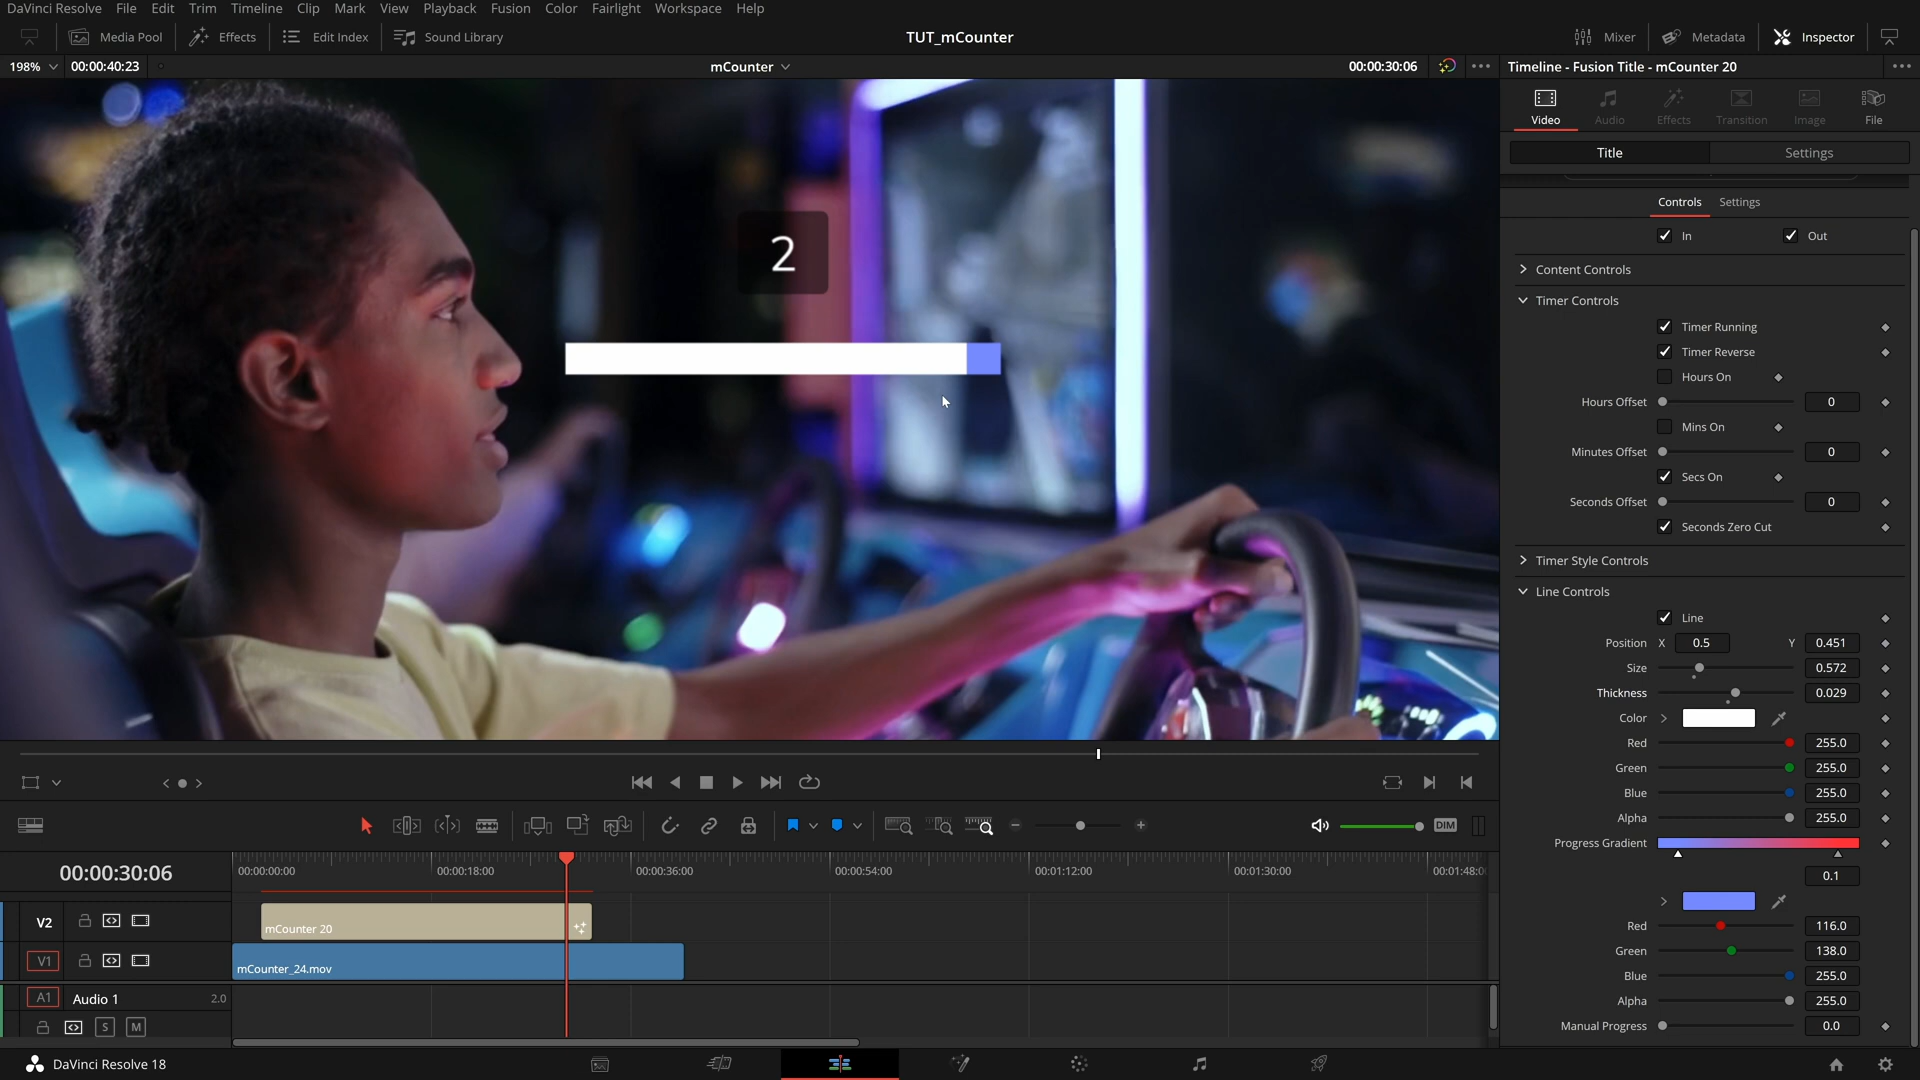 DaVinci Resolve File Edit Trim Timeline Clip Mark View Playback Fusion Color Fairlight Workspace Help
Media Pool Effects Edit Index Sound Library TUT_mCounter Mixer Metadata Inspector
198% 00:00:40:23 mCounter 00:00:30:06 Timeline - Fusion Title - mCounter 20
Video Audio Effects Transition Image File
Title Settings
Controls Settings
In Out
Content Controls
Timer Controls
Timer Running
Timer Reverse
Hours On
Hours Offset 0
Mins On
Minutes Offset 0
Secs On
Seconds Offset 0
Seconds Zero Cut
Timer Style Controls
Line Controls
Line
Position X 0.5 Y 0.451
Size 0.572
Thickness 0.029
Color
Red 255.0
Green 255.0
Blue 255.0
Alpha 255.0
Progress Gradient
0.1
Red 116.0
Green 138.0
Blue 255.0
Alpha 255.0
Manual Progress 0.0
2
DIM
00:00:30:06 00:00:00:00 00:00:18:00 00:00:36:00 00:00:54:00 00:01:12:00 00:01:30:00 00:01:48:0
V2 mCounter 20
V1 mCounter_24.mov
A1 Audio 1 2.0
S M
DaVinci Resolve 18